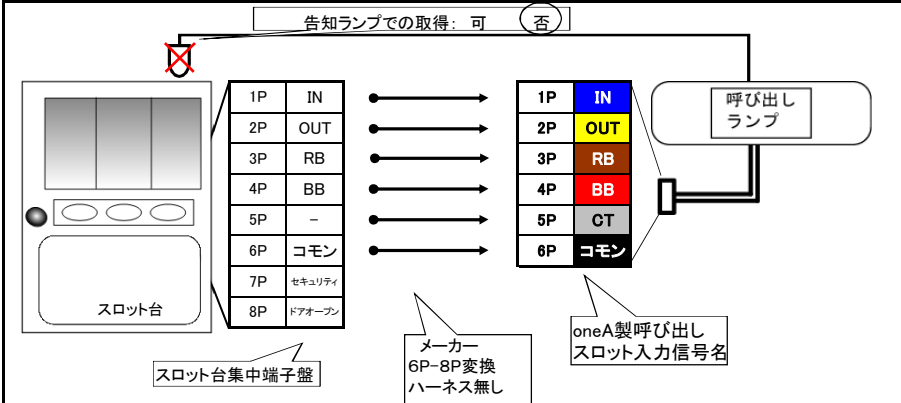 告知ランプでの取得: 可 否
1P IN
2P OUT
3P RB
4P BB
5P −
6P コモン
7P セキュリティ
8P ドアオープン
1P IN
2P OUT
3P RB
4P BB
5P CT
6P コモン
呼び出し
ランプ
スロット台
スロット台集中端子盤
メーカー
6P-8P変換
ハーネス無し
oneA製呼び出し
スロット入力信号名